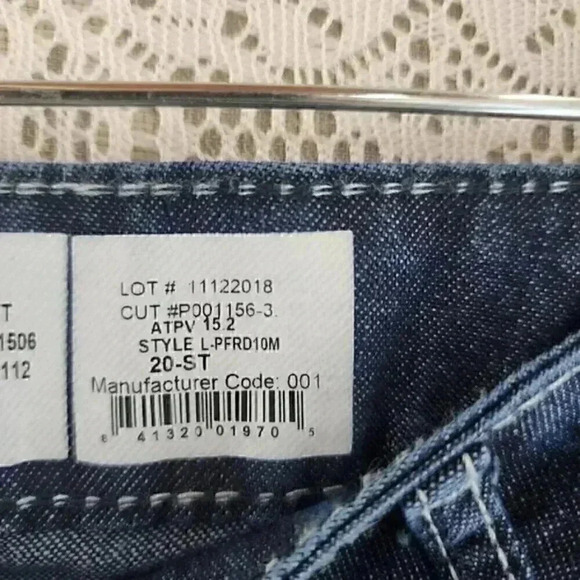 T
1506
112
LOT # 11122018
CUT #P001156-3.
ATPV 15.2
STYLE L-PFRD10M
20-ST
Manufacturer Code: 001
41320 01970 5